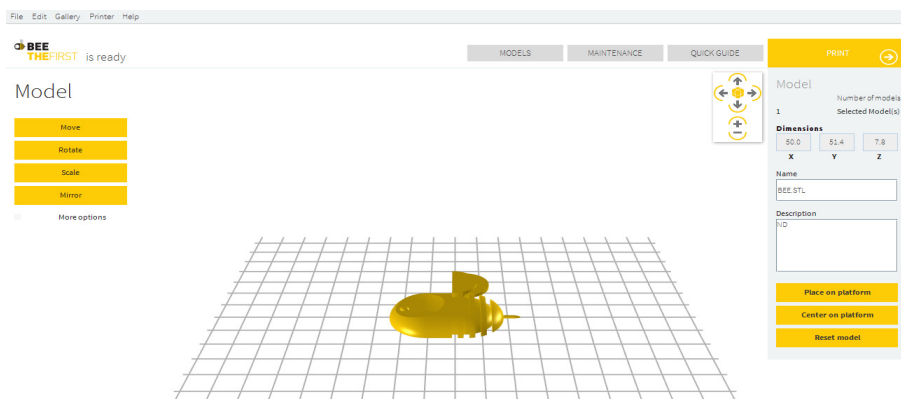 File Edit Gallery Printer Help
BEE
THEFIRST is ready
MODELS MAINTENANCE QUICK GUIDE PRINT
Model
Move
Rotate
Scale
Mirror
More options
Model
Number of models
1 Selected Model(s)
Dimensions
50.0 51.4 7.8
X Y Z
Name
BEE.STL
Description
ND
Place on platform
Center on platform
Reset model